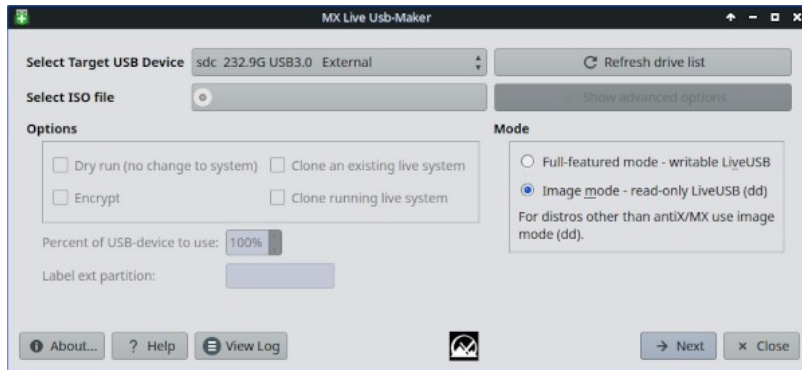 MX Live Usb-Maker
Select Target USB Device sdc 232.9G USB3.0 External Refresh drive list
Select ISO file Show advanced options
Options Mode
Dry run (no change to system) Clone an existing live system Full-featured mode - writable LiveUSB
Encrypt Clone running live system Image mode - read-only LiveUSB (dd)
For distros other than antiX/MX use image
mode (dd).
Percent of USB-device to use: 100%
Label ext partition:
About... ? Help View Log Next Close